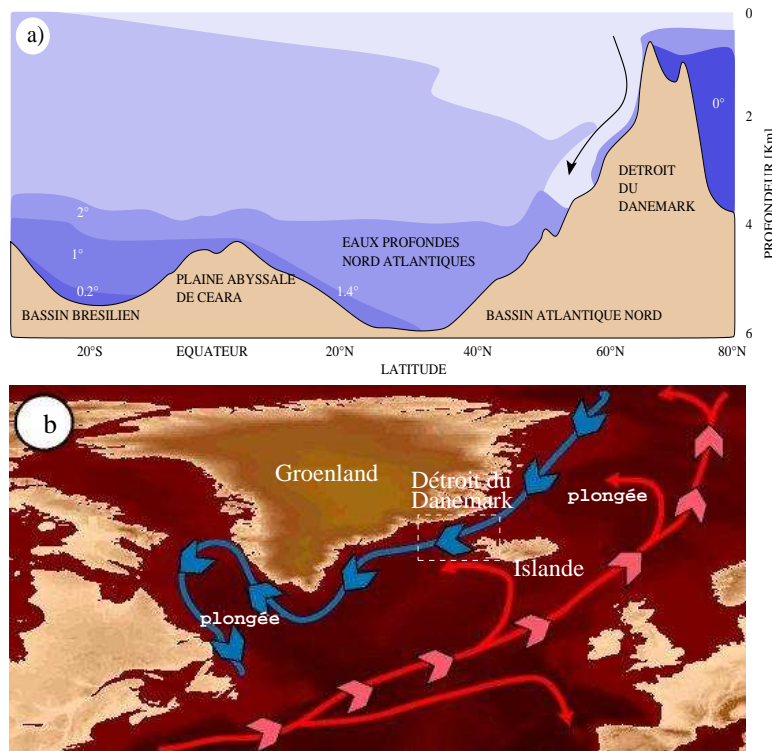 a)
0
0°
2
PROFONDEUR [Km]
DETROIT
DU
DANEMARK
2°
4
EAUX PROFONDES
NORD ATLANTIQUES
1°
PLAINE ABYSSALE
DE CEARA
0.2°
1.4°
BASSIN BRESILIEN
BASSIN ATLANTIQUE NORD
6
20°S
EQUATEUR
20°N
40°N
60°N
80°N
LATITUDE
b
Groenland
Détroit du
Danemark
plongée
Islande
plongée